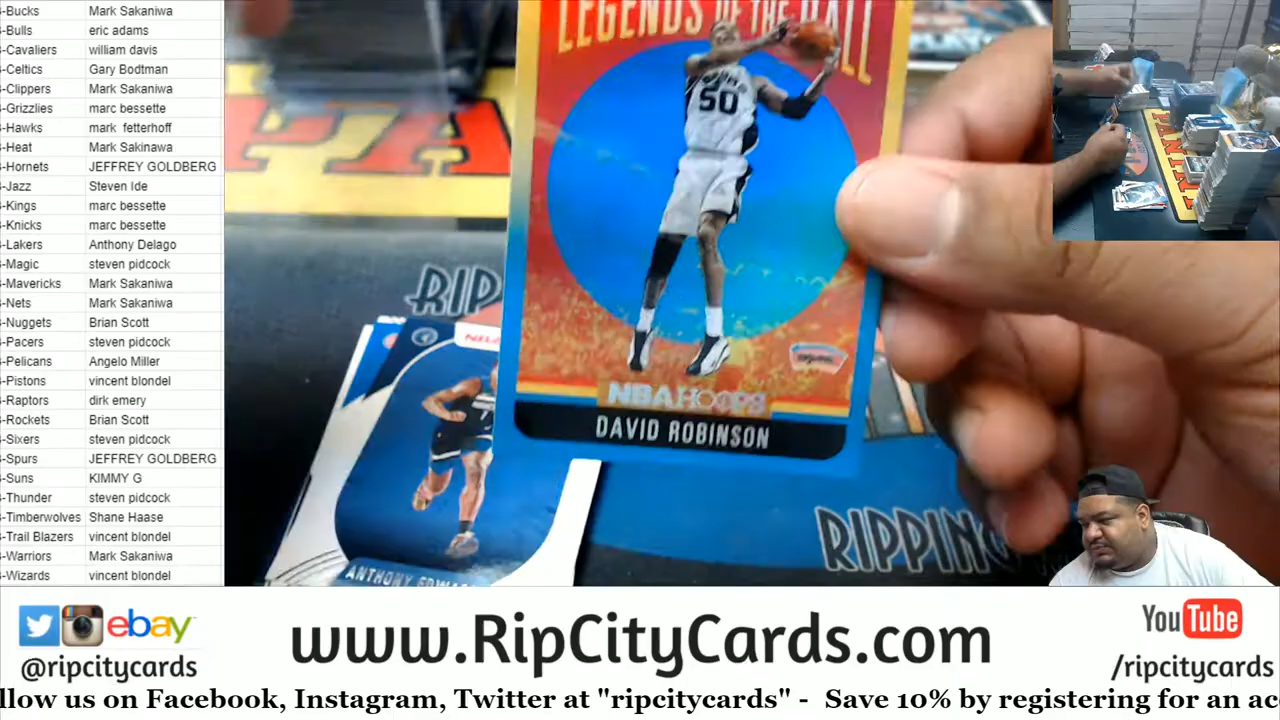 -Bucks Mark Sakaniwa
-Bulls eric adams
-Cavaliers william davis
-Celtics Gary Bodtman
-Clippers Mark Sakaniwa
-Grizzlies marc bessette
-Hawks mark fetterhoff
-Heat Mark Sakinawa
-Hornets JEFFREY GOLDBERG
-Jazz Steven Ide
-Kings marc bessette
-Knicks marc bessette
-Lakers Anthony Delago
-Magic steven pidcock
-Mavericks Mark Sakaniwa
-Nets Mark Sakaniwa
-Nuggets Brian Scott
-Pacers steven pidcock
-Pelicans Angelo Miller
-Pistons vincent blondel
-Raptors dirk emery
-Rockets Brian Scott
-Sixers steven pidcock
-Spurs JEFFREY GOLDBERG
-Suns KIMMY G
-Thunder steven pidcock
-Timberwolves Shane Haase
-Trail Blazers vincent blondel
-Warriors Mark Sakaniwa
-Wizards vincent blondel
LEGENDS OF THE BALL
50
NBA HOOPS
DAVID ROBINSON
PA
RIP
NBA
ANTHONY EDWA
RIPPING
PANINI
ebay
@ripcitycards
www.RipCityCards.com
YouTube
/ripcitycards
llow us on Facebook, Instagram, Twitter at "ripcitycards" - Save 10% by registering for an ac